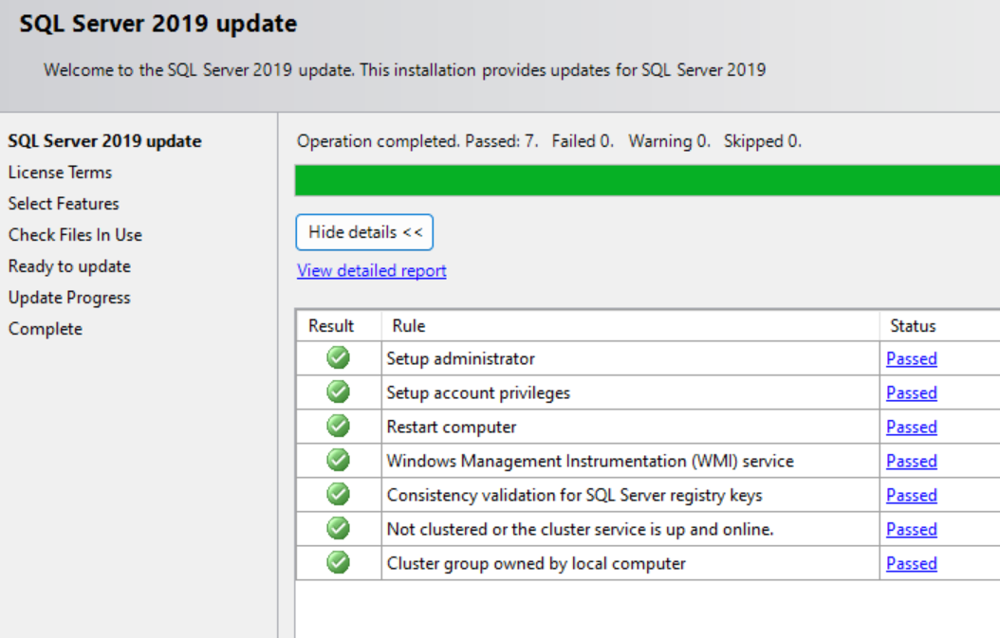 SQL Server 2019 update
Welcome to the SQL Server 2019 update. This installation provides updates for SQL Server 2019
SQL Server 2019 update
License Terms
Select Features
Check Files In Use
Ready to update
Update Progress
Complete
Operation completed. Passed: 7. Failed 0. Warning 0. Skipped 0.
Hide details <<
View detailed report
Result Rule Status
Setup administrator Passed
Setup account privileges Passed
Restart computer Passed
Windows Management Instrumentation (WMI) service Passed
Consistency validation for SQL Server registry keys Passed
Not clustered or the cluster service is up and online. Passed
Cluster group owned by local computer Passed